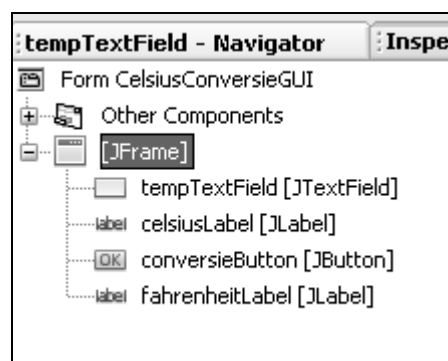 tempTextField - Navigator
Inspe
Form CelsiusConversieGUI
Other Components
[JFrame]
tempTextField [JTextField]
label celsiusLabel [JLabel]
OK conversieButton [JButton]
label fahrenheitLabel [JLabel]